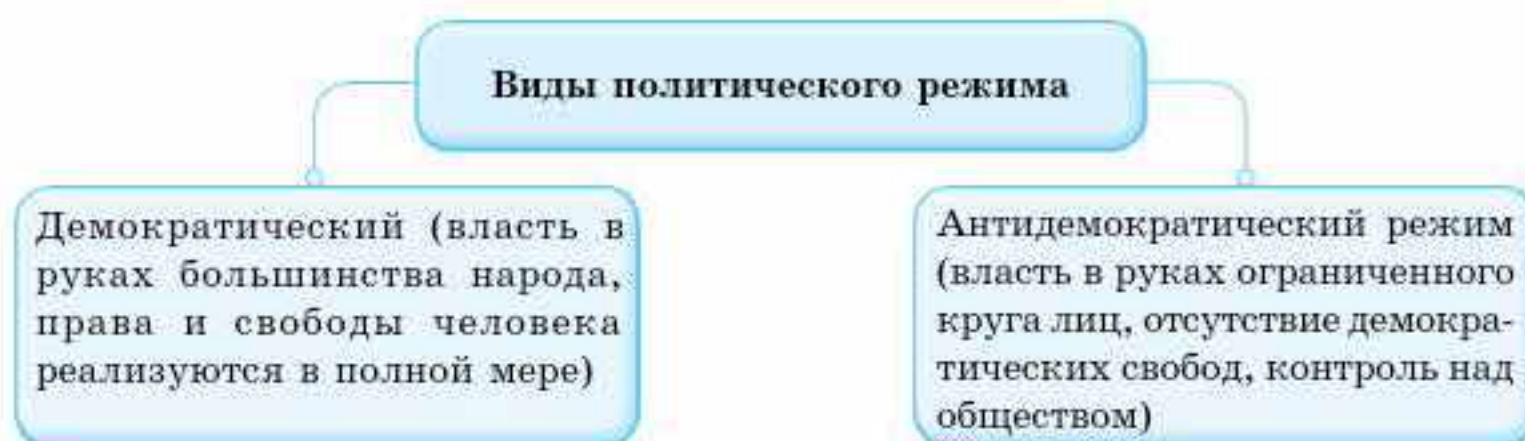 Виды политического режима
Демократический (власть в
руках большинства народа,
права и свободы человека
реализуются в полной мере)
Антидемократический режим
(власть в руках ограниченного
круга лиц, отсутствие демокра-
тических свобод, контроль над
обществом)